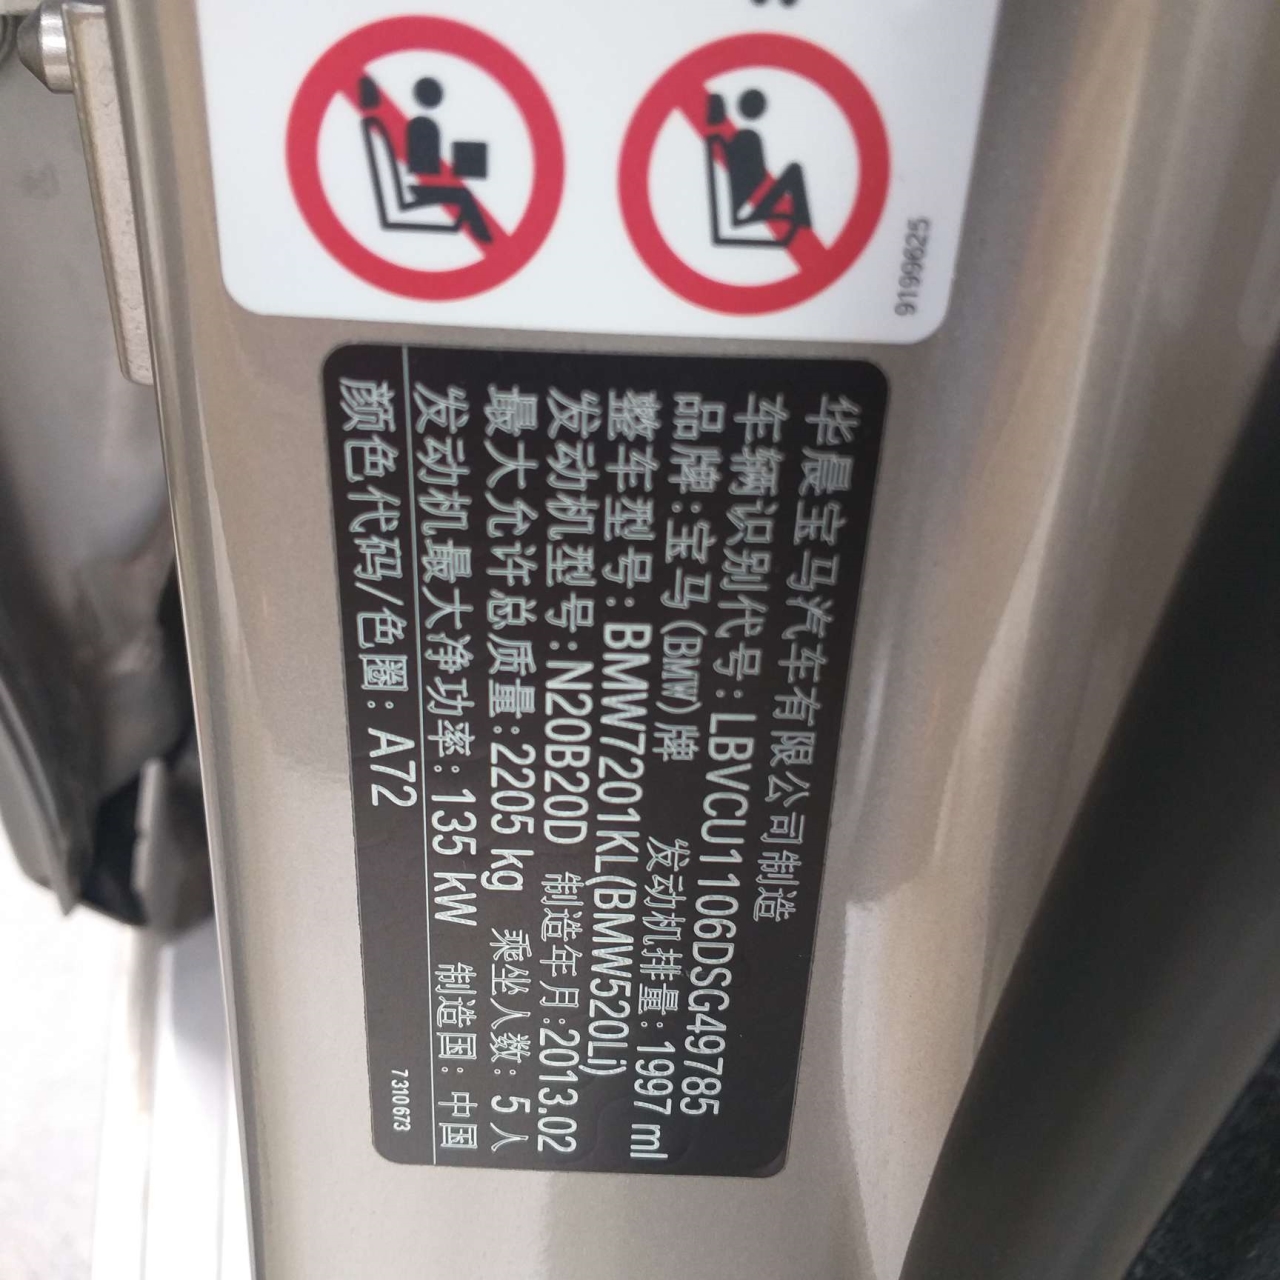 9199625
华晨宝马汽车有限公司制造
车辆识别代号:LBVCU1106DSG49785
品牌:宝马(BMW)牌 发动机排量:1997 ml
整车型号:BMW7201KL(BMW520Li)
发动机型号:N20B20D 制造年月:2013.02
最大允许总质量:2205 kg 乘坐人数:5人
发动机最大净功率:135 kW 制造国:中国
颜色代码/色圈:A72
7310673